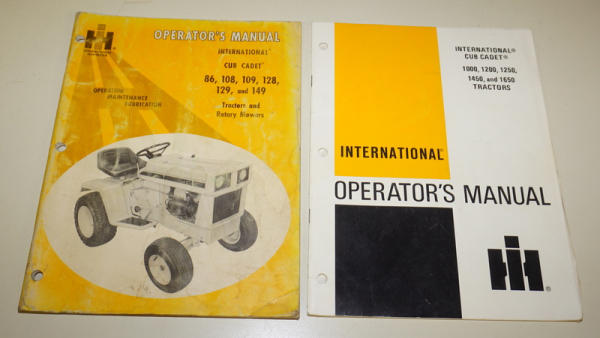 OPERATOR'S MANUAL
INTERNATIONAL
CUB CADET
86, 108, 109, 128,
129, and 149
Tractors and
Rotary Mowers
OPERATION
MAINTENANCE
LUBRICATION
INTERNATIONAL®
CUB CADET®
1000, 1200, 1250,
1450, and 1650
TRACTORS
INTERNATIONAL®
OPERATOR'S MANUAL